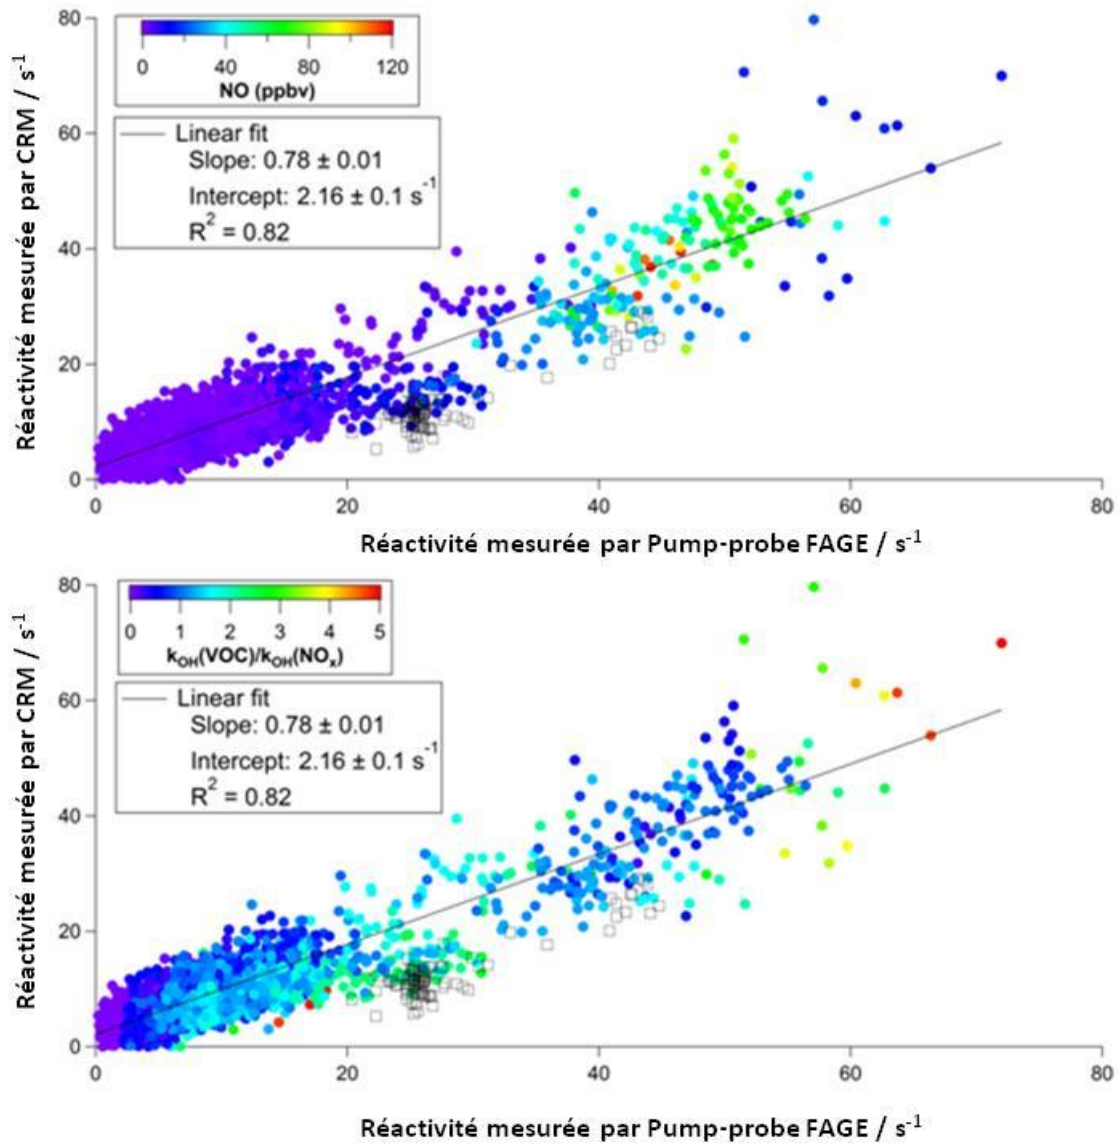 80
60
40
20
0
Réactivité mesurée par CRM / s⁻¹
0 40 80 120
NO (ppbv)
Linear fit
Slope: 0.78 ± 0.01
Intercept: 2.16 ± 0.1 s⁻¹
R² = 0.82
0 20 40 60 80
Réactivité mesurée par Pump-probe FAGE / s⁻¹
80
60
40
20
0
Réactivité mesurée par CRM / s⁻¹
0 1 2 3 4 5
k_OH(VOC)/k_OH(NOₓ)
Linear fit
Slope: 0.78 ± 0.01
Intercept: 2.16 ± 0.1 s⁻¹
R² = 0.82
0 20 40 60 80
Réactivité mesurée par Pump-probe FAGE / s⁻¹